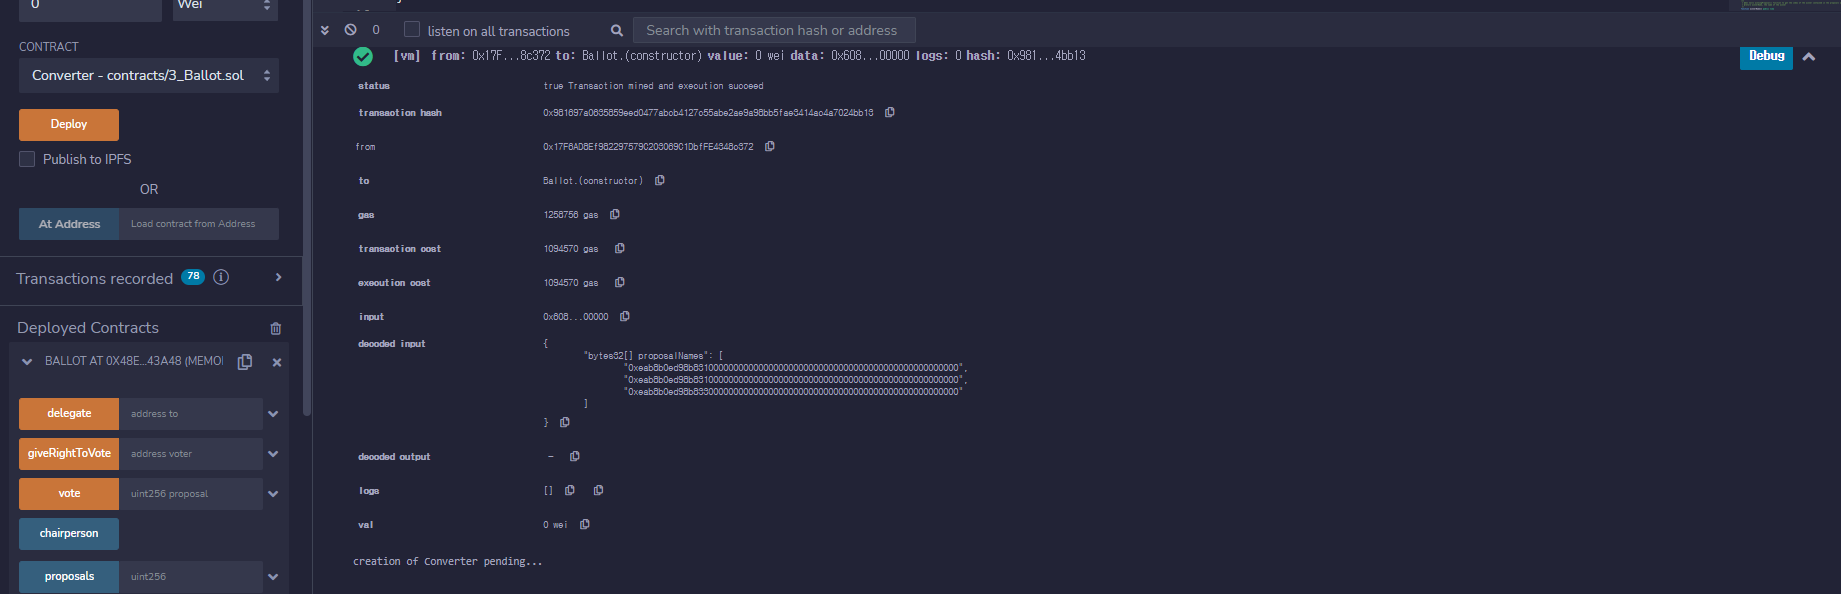 0
Wei
CONTRACT
Converter - contracts/3_Ballot.sol
Deploy
Publish to IPFS
OR
At Address
Load contract from Address
Transactions recorded 78 i
Deployed Contracts
BALLOT AT 0X48E...43A48 (MEMO
delegate
address to
giveRightToVote
address voter
vote
uint256 proposal
chairperson
proposals
uint256
0
listen on all transactions
Search with transaction hash or address
[vm] from: 0x17F...8c372 to: Ballot.(constructor) value: 0 wei data: 0x608...00000 logs: 0 hash: 0x981...4bb13
Debug
status
true Transaction mined and execution succeed
transaction hash
from
to
Ballot.(constructor)
gas
1258756 gas
transaction cost
1094570 gas
execution cost
1094570 gas
input
0x608...00000
decoded input
{
"bytes32[] proposalNames": [
]
}
decoded output
-
logs
[]
val
0 wei
creation of Converter pending...